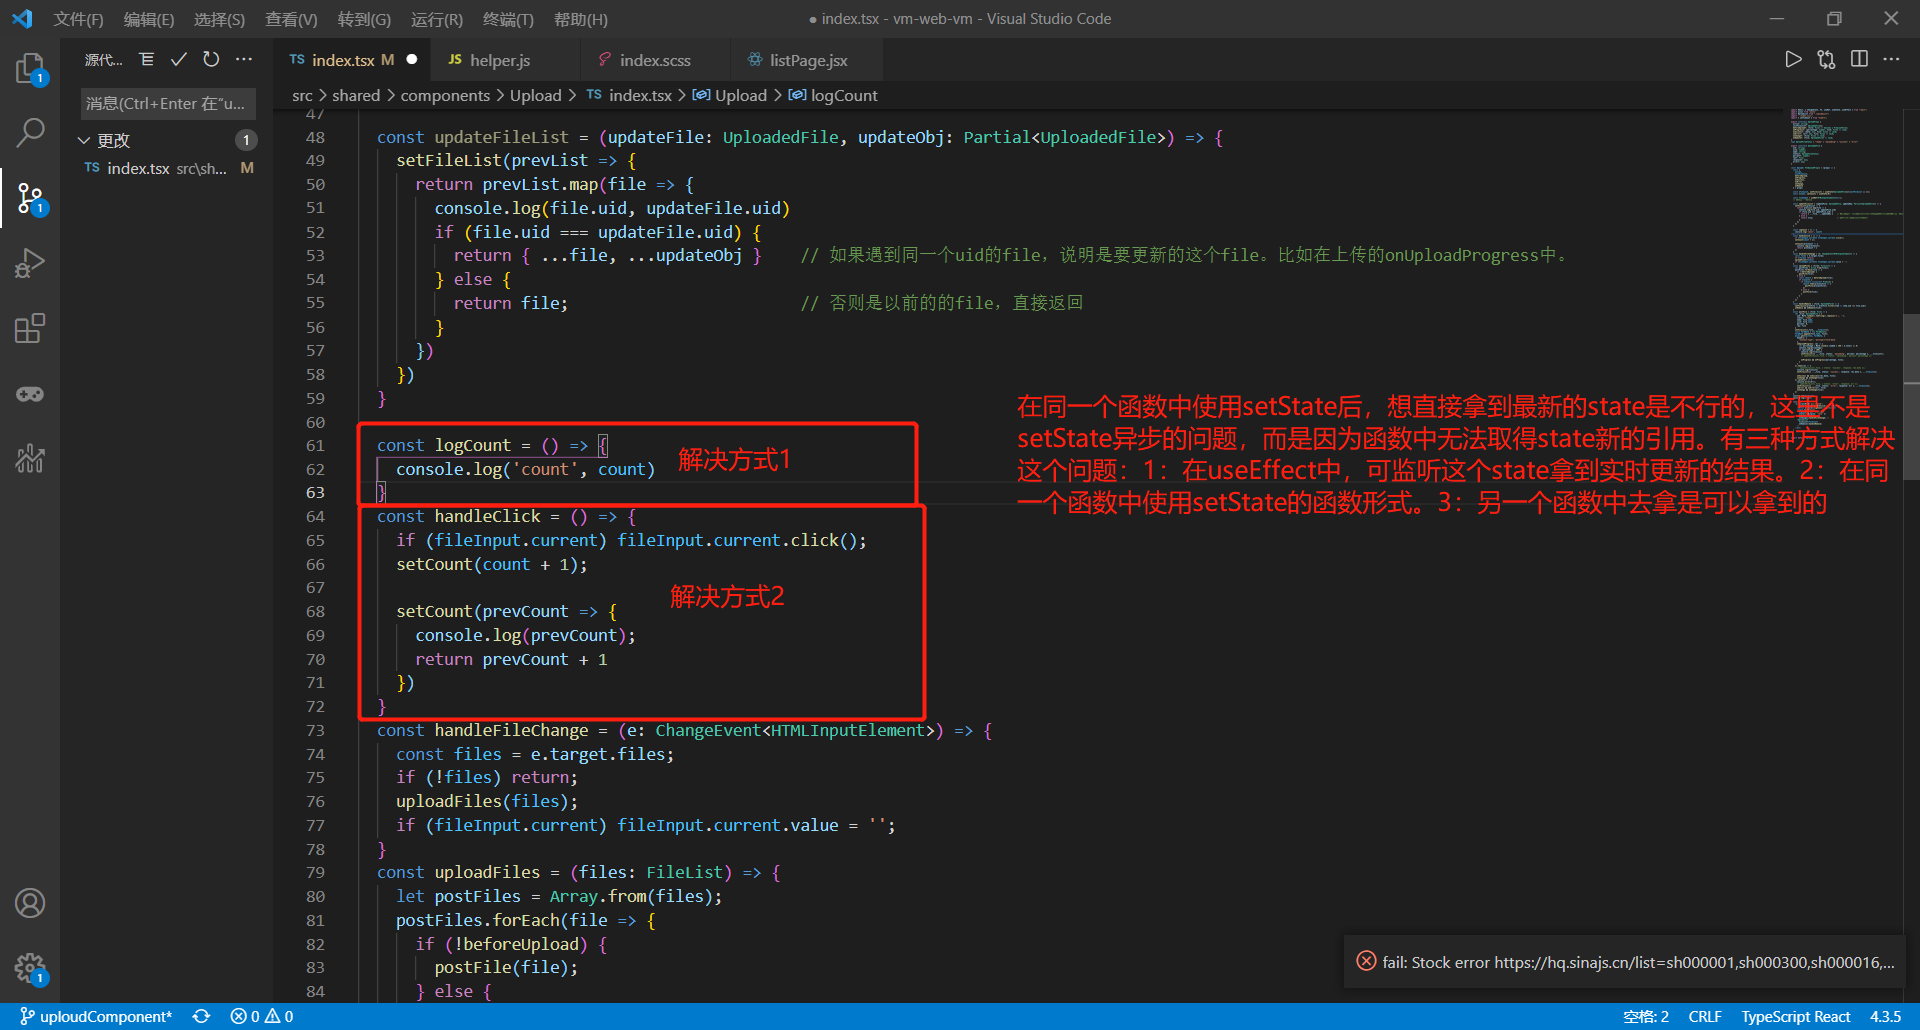 文件(F) 编辑(E) 选择(S) 查看(V) 转到(G) 运行(R) 终端(T) 帮助(H) ● index.tsx - vm-web-vm - Visual Studio Code
源代... TS index.tsx M ● JS helper.js index.scss listPage.jsx
消息(Ctrl+Enter 在“u...
src > shared > components > Upload > TS index.tsx > Upload > logCount
更改 1
TS index.tsx src\sh... M
1
1
1
47
48 const updateFileList = (updateFile: UploadedFile, updateObj: Partial<UploadedFile>) => {
49 setFileList(prevList => {
50 return prevList.map(file => {
51 console.log(file.uid, updateFile.uid)
52 if (file.uid === updateFile.uid) {
53 return { ...file, ...updateObj } // 如果遇到同一个uid的file，说明是要更新的这个file。比如在上传的onUploadProgress中。
54 } else {
55 return file; // 否则是以前的的file，直接返回
56 }
57 })
58 })
59 }
60
61 const logCount = () => {
62 console.log('count', count)
63 }
64 const handleClick = () => {
65 if (fileInput.current) fileInput.current.click();
66 setCount(count + 1);
67
68 setCount(prevCount => {
69 console.log(prevCount);
70 return prevCount + 1
71 })
72 }
73 const handleFileChange = (e: ChangeEvent<HTMLInputElement>) => {
74 const files = e.target.files;
75 if (!files) return;
76 uploadFiles(files);
77 if (fileInput.current) fileInput.current.value = '';
78 }
79 const uploadFiles = (files: FileList) => {
80 let postFiles = Array.from(files);
81 postFiles.forEach(file => {
82 if (!beforeUpload) {
83 postFile(file);
84 } else {
解决方式1
解决方式2
在同一个函数中使用setState后，想直接拿到最新的state是不行的，这里不是
setState异步的问题，而是因为函数中无法取得state新的引用。有三种方式解决
这个问题：1：在useEffect中，可监听这个state拿到实时更新的结果。2：在同
一个函数中使用setState的函数形式。3：另一个函数中去拿是可以拿到的
fail: Stock error https://hq.sinajs.cn/list=sh000001,sh000300,sh000016,...
uploudComponent* 0 0 空格: 2 CRLF TypeScript React 4.3.5